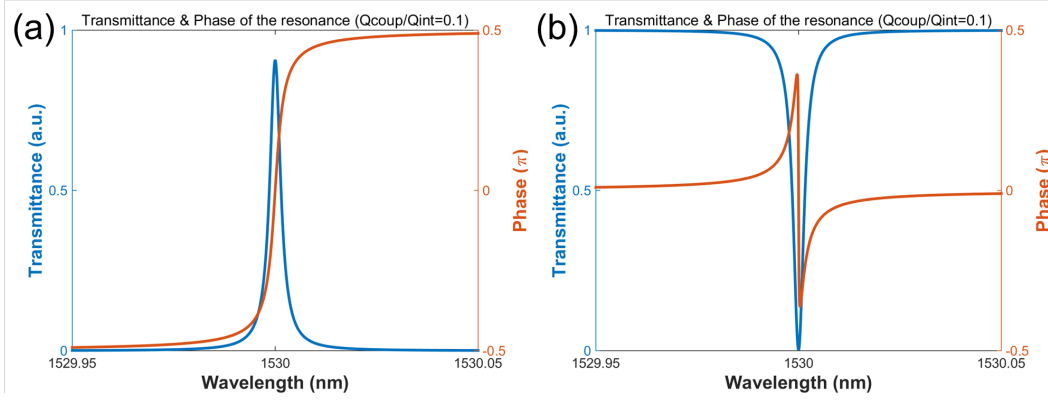 (a)
Transmittance & Phase of the resonance (Qcoup/Qint=0.1)
1
0.5
0
Transmittance (a.u.)
0.5
0
-0.5
Phase (π)
1529.95
1530
1530.05
Wavelength (nm)
(b)
Transmittance & Phase of the resonance (Qcoup/Qint=0.1)
1
0.5
0
Transmittance (a.u.)
0.5
0
-0.5
Phase (π)
1529.95
1530
1530.05
Wavelength (nm)